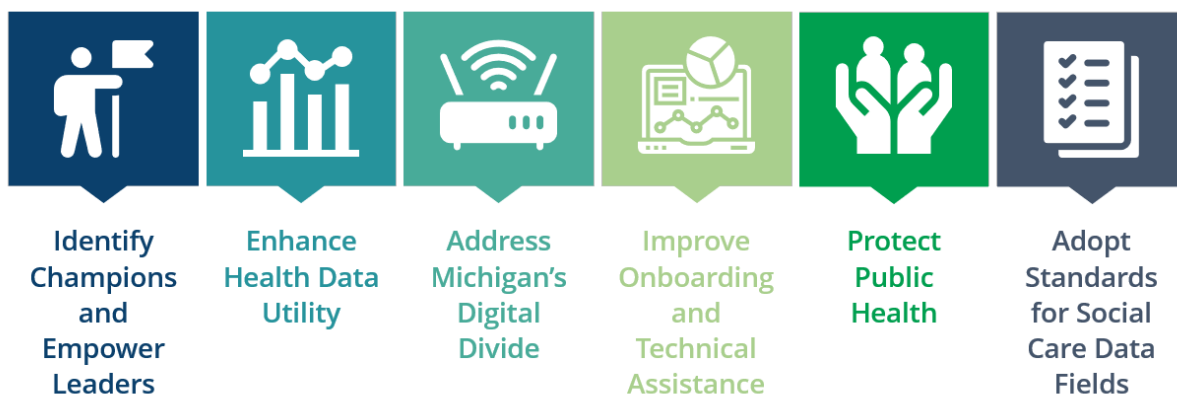 Identify
Champions
and
Empower
Leaders
Enhance
Health Data
Utility
Address
Michigan’s
Digital
Divide
Improve
Onboarding
and
Technical
Assistance
Protect
Public
Health
Adopt
Standards
for Social
Care Data
Fields